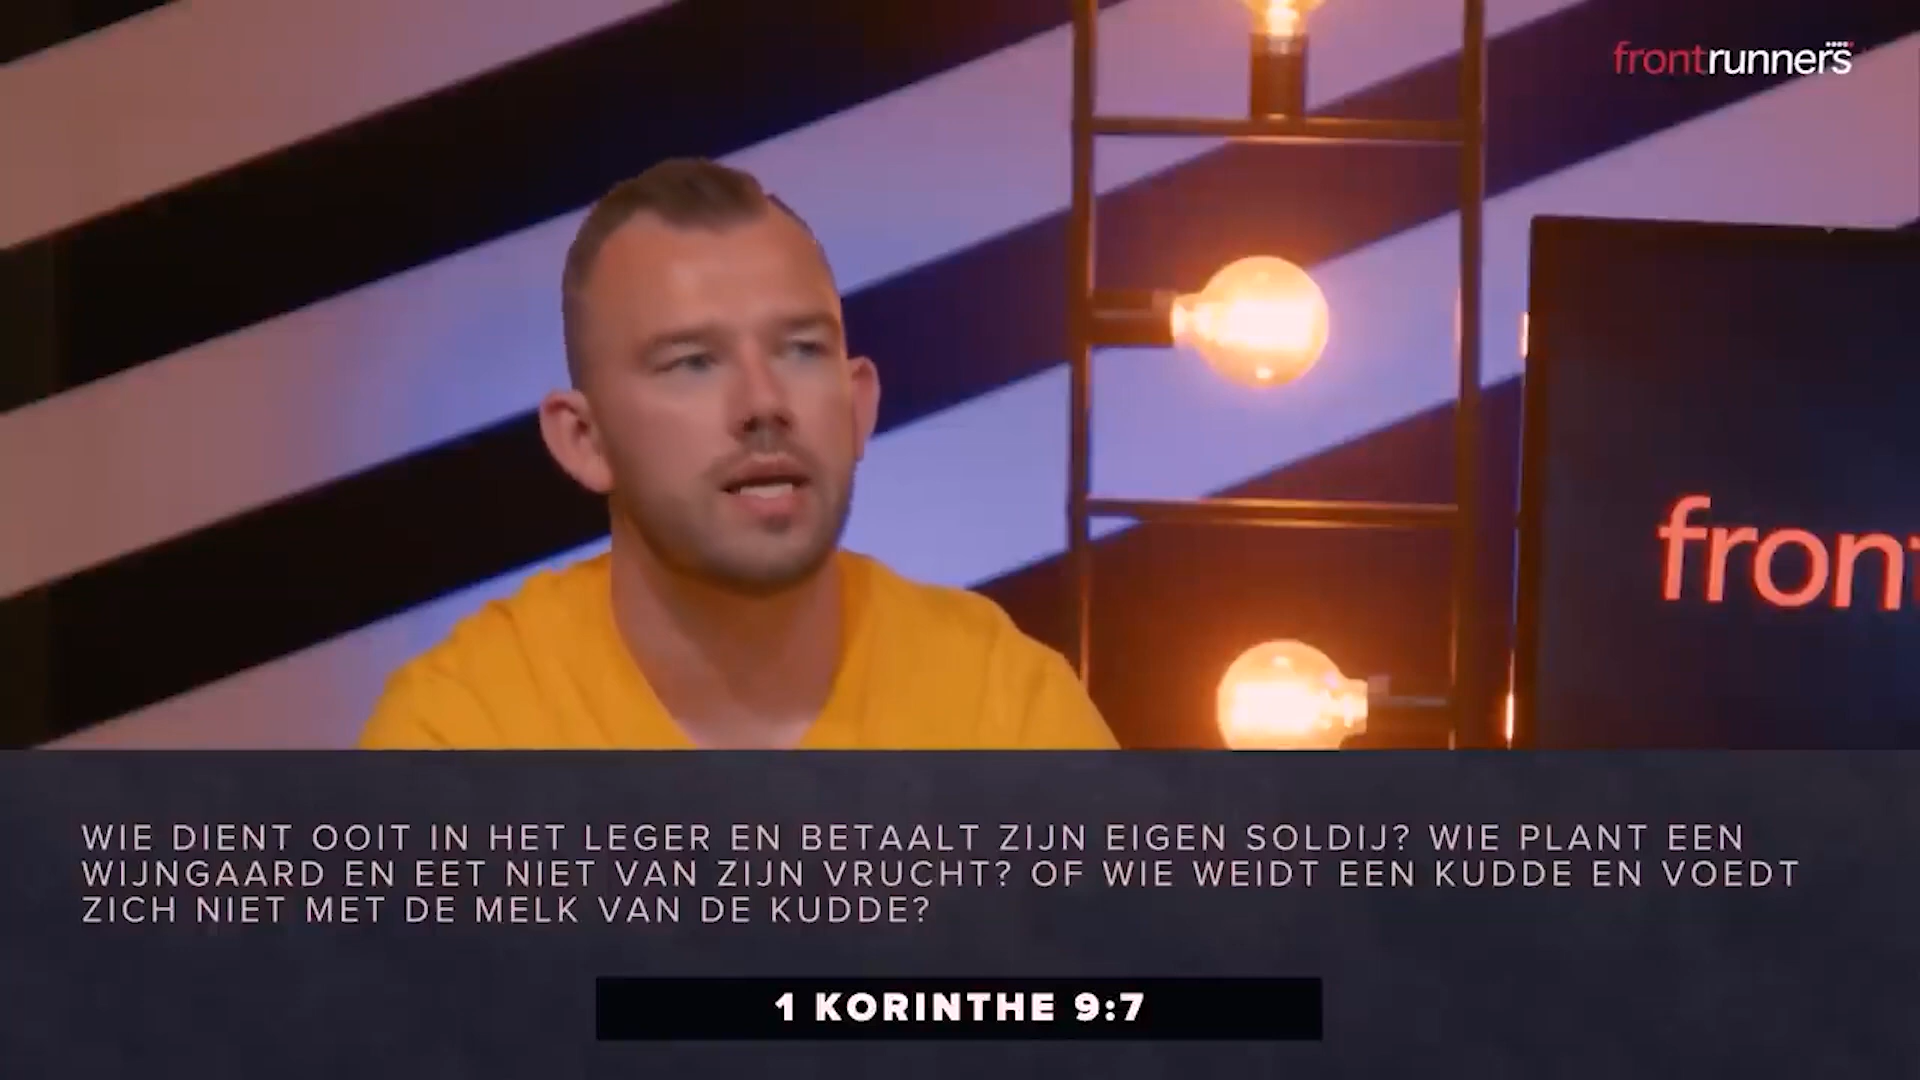 frontrunners
front
WIE DIENT OOIT IN HET LEGER EN BETAALT ZIJN EIGEN SOLDIJ? WIE PLANT EEN
WIJNGAARD EN EET NIET VAN ZIJN VRUCHT? OF WIE WEIDT EEN KUDDE EN VOEDT
ZICH NIET MET DE MELK VAN DE KUDDE?
1 KORINTHE 9:7